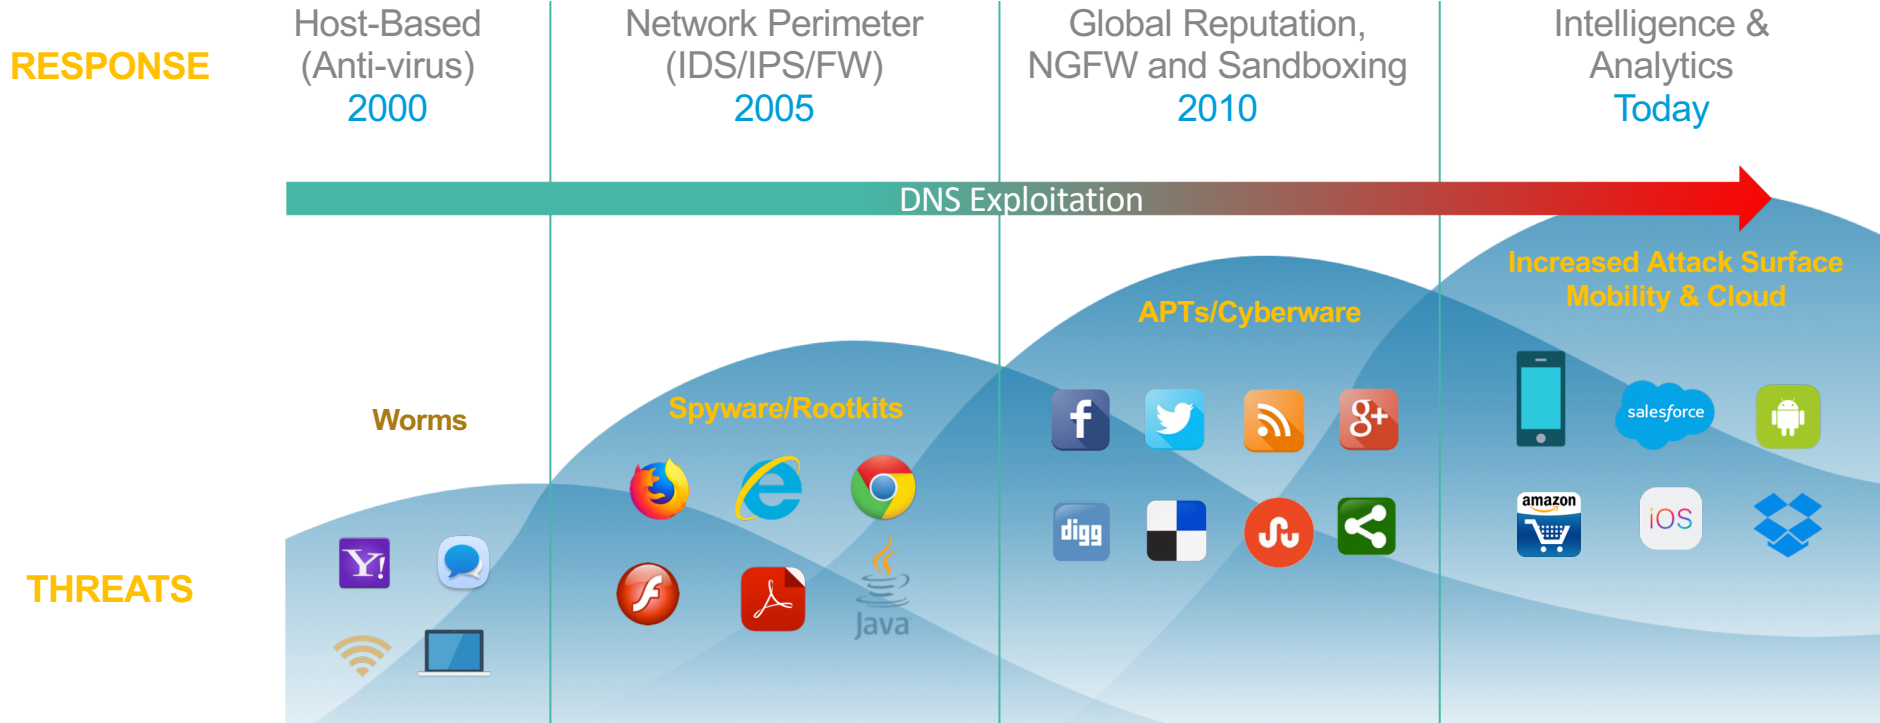 RESPONSE
Host-Based
(Anti-virus)
2000
Network Perimeter
(IDS/IPS/FW)
2005
Global Reputation,
NGFW and Sandboxing
2010
Intelligence &
Analytics
Today
DNS Exploitation
THREATS
Worms
Y!
Spyware/Rootkits
Java
APTs/Cyberware
f
g+
digg
Increased Attack Surface
Mobility & Cloud
salesforce
amazon
iOS